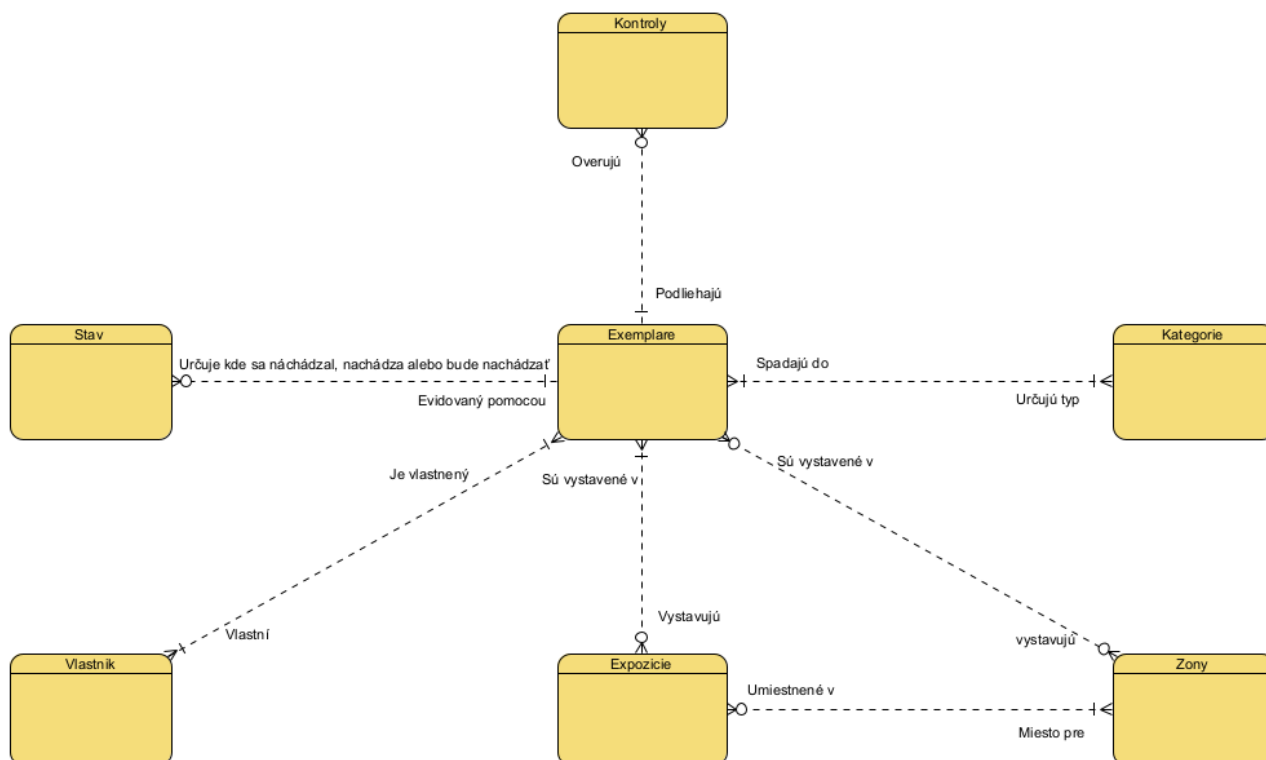 Kontroly
Overujú
Podliehajú
Stav
Exemplare
Kategorie
Určuje kde sa náchádzal, nachádza alebo bude nachádzať
Spadajú do
Evidovaný pomocou
Určujú typ
Je vlastnený
Sú vystavené v
Sú vystavené v
Vlastní
Vystavujú
vystavujú
Vlastnik
Expozicie
Zony
Umiestnené v
Miesto pre